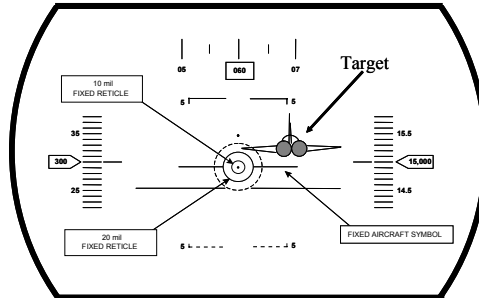 05
060
07
10 mil
FIXED RETICLE
Target
5
5
35
15.5
300
15,000
25
14.5
20 mil
FIXED RETICLE
FIXED AIRCRAFT SYMBOL
5
5